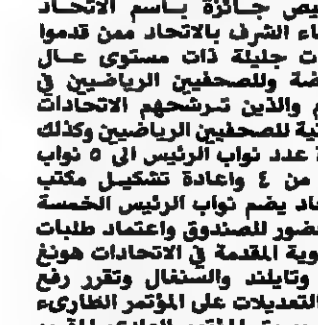 يص جائزة باسم الاتحاد
اء الشرف بالاتحاد ممن قدموا
ت جليلة ذات مستوى عال
ضة وللصحفيين الرياضيين في
م والذين ترشحهم الاتحادات
نية للصحفيين الرياضيين وكذلك
ة عدد نواب الرئيس الى ٥ نواب
من ٤ واعادة تشكيل مكتب
اد يضم نواب الرئيس الخمسة
ضور للصندوق واعتماد طلبات
وية المقدمة في الاتحادات هونغ
وتايلند والسنغال وتقرر رفع
التعديلات على المؤتمر الطارىء